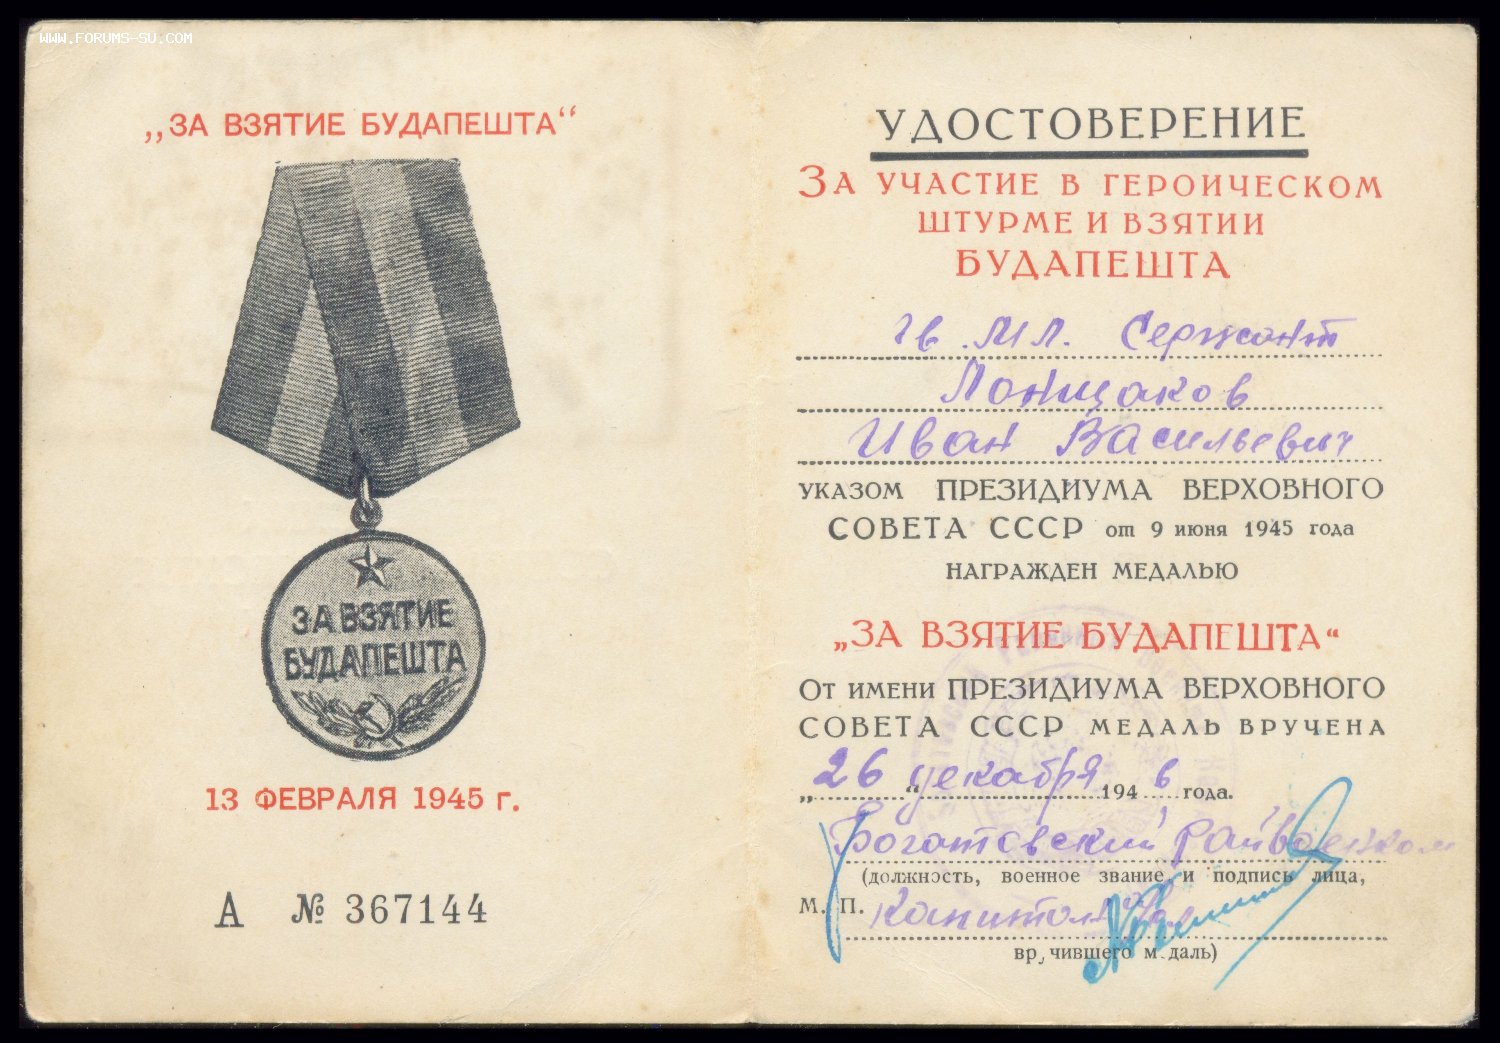 www.forums-su.com
„ЗА ВЗЯТИЕ БУДАПЕШТА“
ЗА ВЗЯТИЕ
БУДАПЕШТА
13 ФЕВРАЛЯ 1945 г.
А № 367144
УДОСТОВЕРЕНИЕ
ЗА УЧАСТИЕ В ГЕРОИЧЕСКОМ
ШТУРМЕ И ВЗЯТИИ
БУДАПЕШТА
Гв. Мл. Сержант
Лонщаков
Иван Васильевич
УКАЗОМ ПРЕЗИДИУМА ВЕРХОВНОГО
СОВЕТА СССР от 9 июня 1945 года
НАГРАЖДЕН МЕДАЛЬЮ
„ЗА ВЗЯТИЕ БУДАПЕШТА“
От имени ПРЕЗИДИУМА ВЕРХОВНОГО
СОВЕТА СССР МЕДАЛЬ ВРУЧЕНА
„26“ декабря 1946 года.
Богатовский Райвоенком
(должность, военное звание и подпись лица,
М. П. Капитан
вручившего медаль)